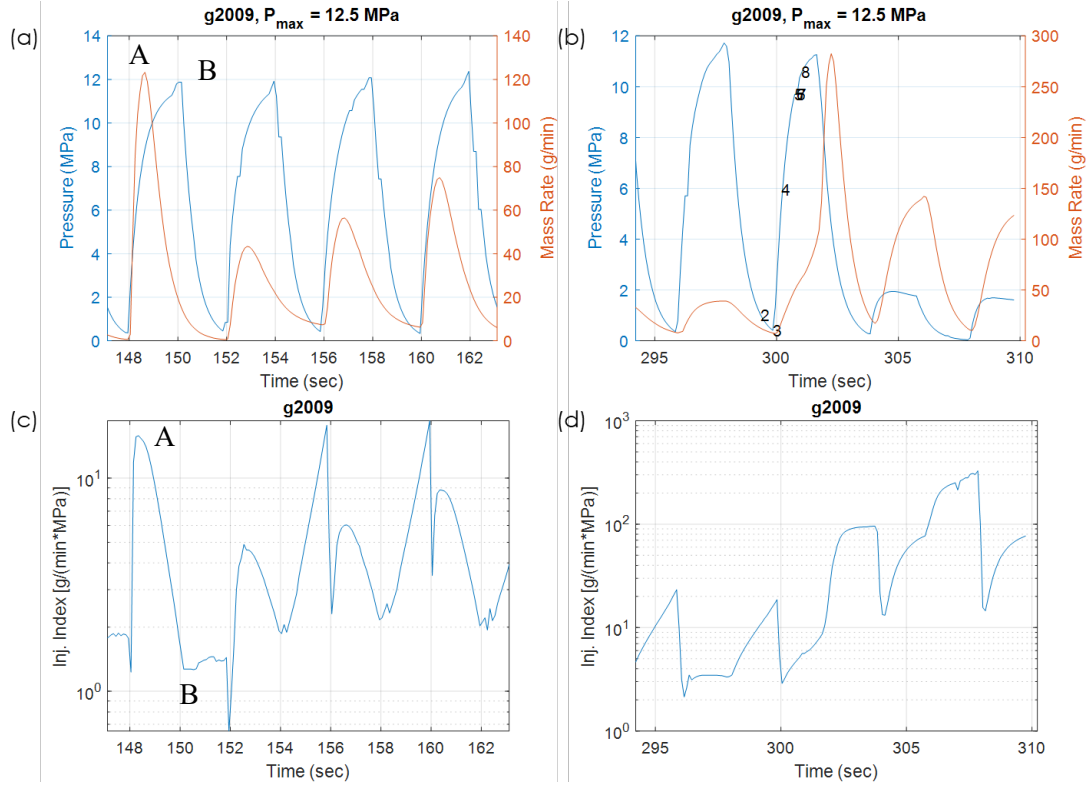 (a)
g2009, P_max = 12.5 MPa
A
B
14
12
10
8
6
4
2
0
Pressure (MPa)
140
120
100
80
60
40
20
0
Mass Rate (g/min)
148 150 152 154 156 158 160 162
Time (sec)
(b)
g2009, P_max = 12.5 MPa
12
10
8
6
4
2
0
Pressure (MPa)
8
7
4
2
3
300
250
200
150
100
50
0
Mass Rate (g/min)
295 300 305 310
Time (sec)
(c)
g2009
A
B
10^1
10^0
Inj. Index [g/(min*MPa)]
148 150 152 154 156 158 160 162
Time (sec)
(d)
g2009
10^3
10^2
10^1
10^0
Inj. Index [g/(min*MPa)]
295 300 305 310
Time (sec)